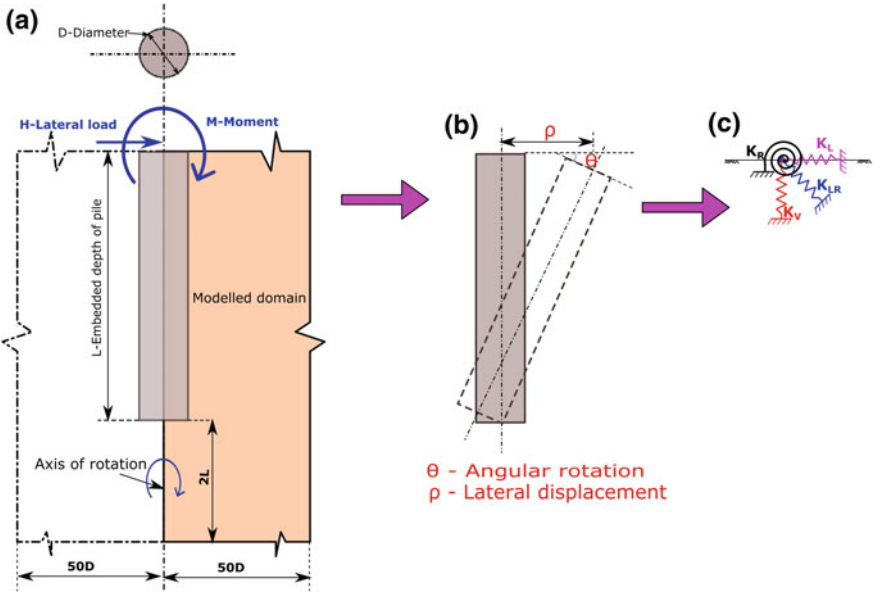 (a)
D-Diameter
H-Lateral load
M-Moment
L-Embedded depth of pile
Modelled domain
Axis of rotation
2L
50D
50D
(b)
ρ
θ
θ - Angular rotation
ρ - Lateral displacement
(c)
K_R
K_L
K_LR
K_V